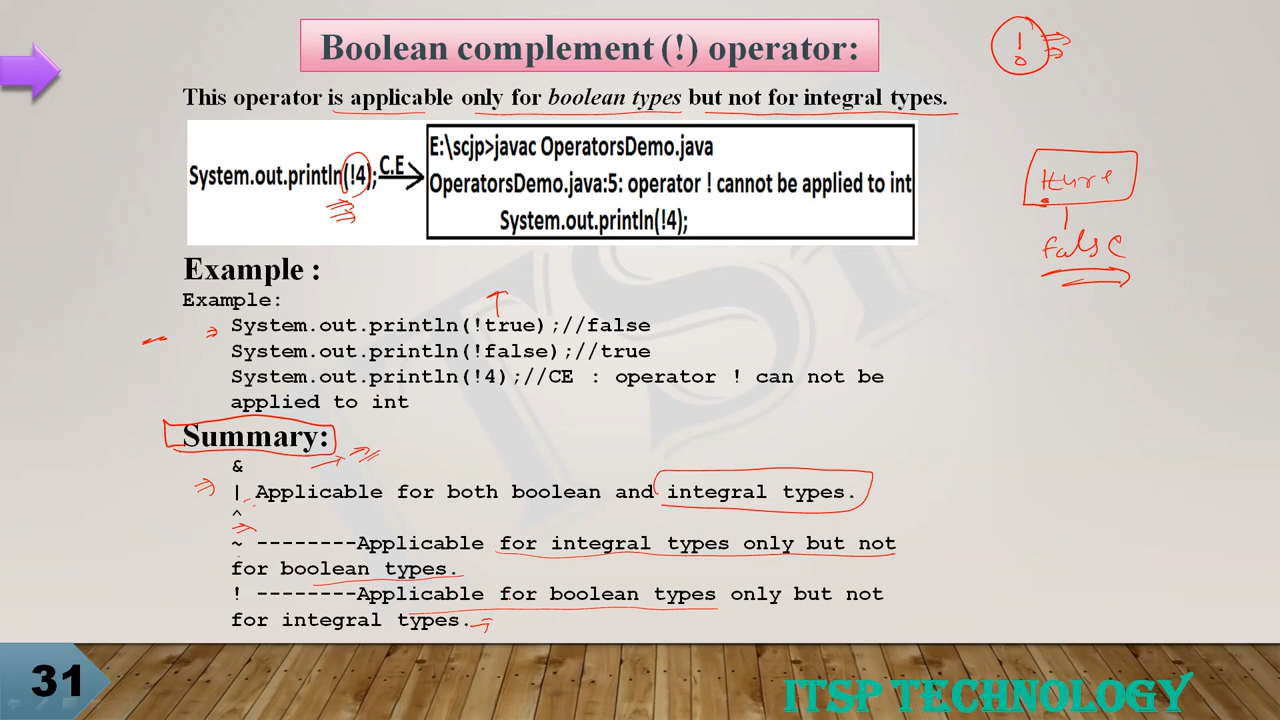 Boolean complement (!) operator:
This operator is applicable only for boolean types but not for integral types.
System.out.println(!4); C.E
E:\scjp>javac OperatorsDemo.java
OperatorsDemo.java:5: operator ! cannot be applied to int
System.out.println(!4);
!
true
false
Example :
Example:
System.out.println(!true);//false
System.out.println(!false);//true
System.out.println(!4);//CE : operator ! can not be
applied to int
Summary:
&
| Applicable for both boolean and integral types.
^
~ --------Applicable for integral types only but not
for boolean types.
! --------Applicable for boolean types only but not
for integral types.
31
ITSP TECHNOLOGY